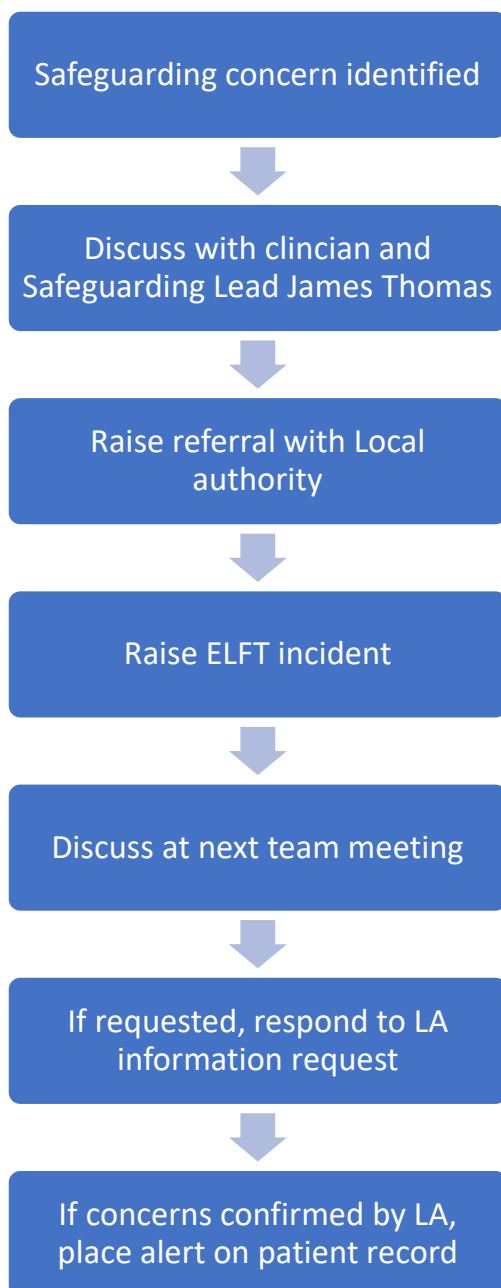 Safeguarding concern identified
Discuss with clincian and
Safeguarding Lead James Thomas
Raise referral with Local
authority
Raise ELFT incident
Discuss at next team meeting
If requested, respond to LA
information request
If concerns confirmed by LA,
place alert on patient record